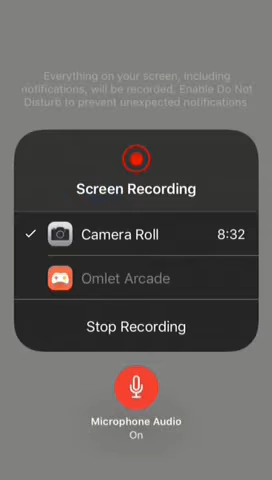 Everything on your screen, including
notifications, will be recorded. Enable Do Not
Disturb to prevent unexpected notifications.
Screen Recording
Camera Roll 8:32
Omlet Arcade
Stop Recording
Microphone Audio
On